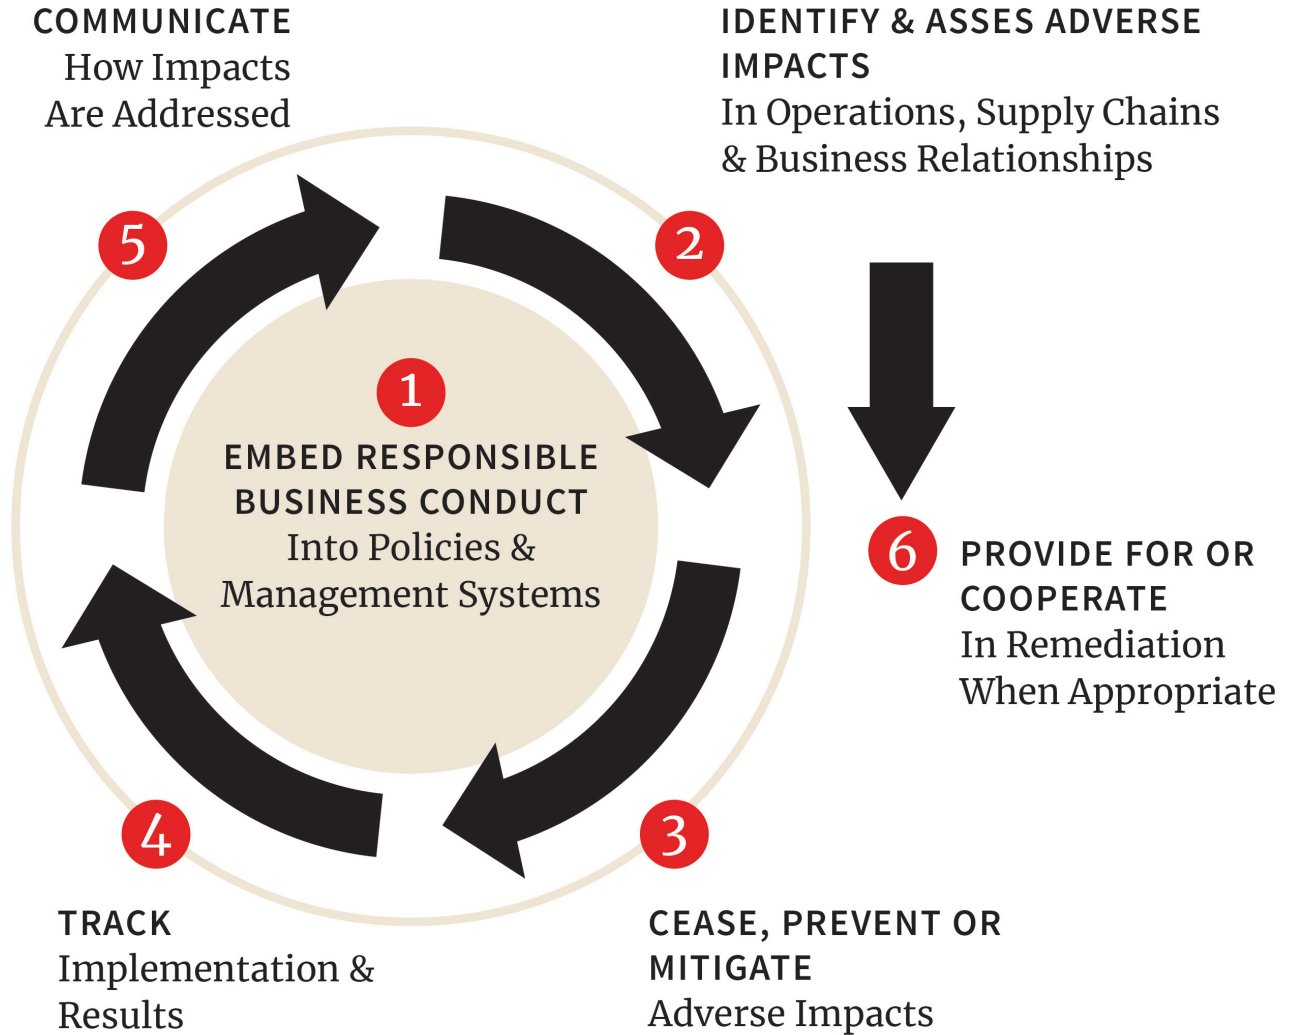 COMMUNICATE
How Impacts
Are Addressed
5
IDENTIFY & ASSES ADVERSE
IMPACTS
In Operations, Supply Chains
& Business Relationships
2
1
EMBED RESPONSIBLE
BUSINESS CONDUCT
Into Policies &
Management Systems
6
PROVIDE FOR OR
COOPERATE
In Remediation
When Appropriate
4
TRACK
Implementation &
Results
3
CEASE, PREVENT OR
MITIGATE
Adverse Impacts